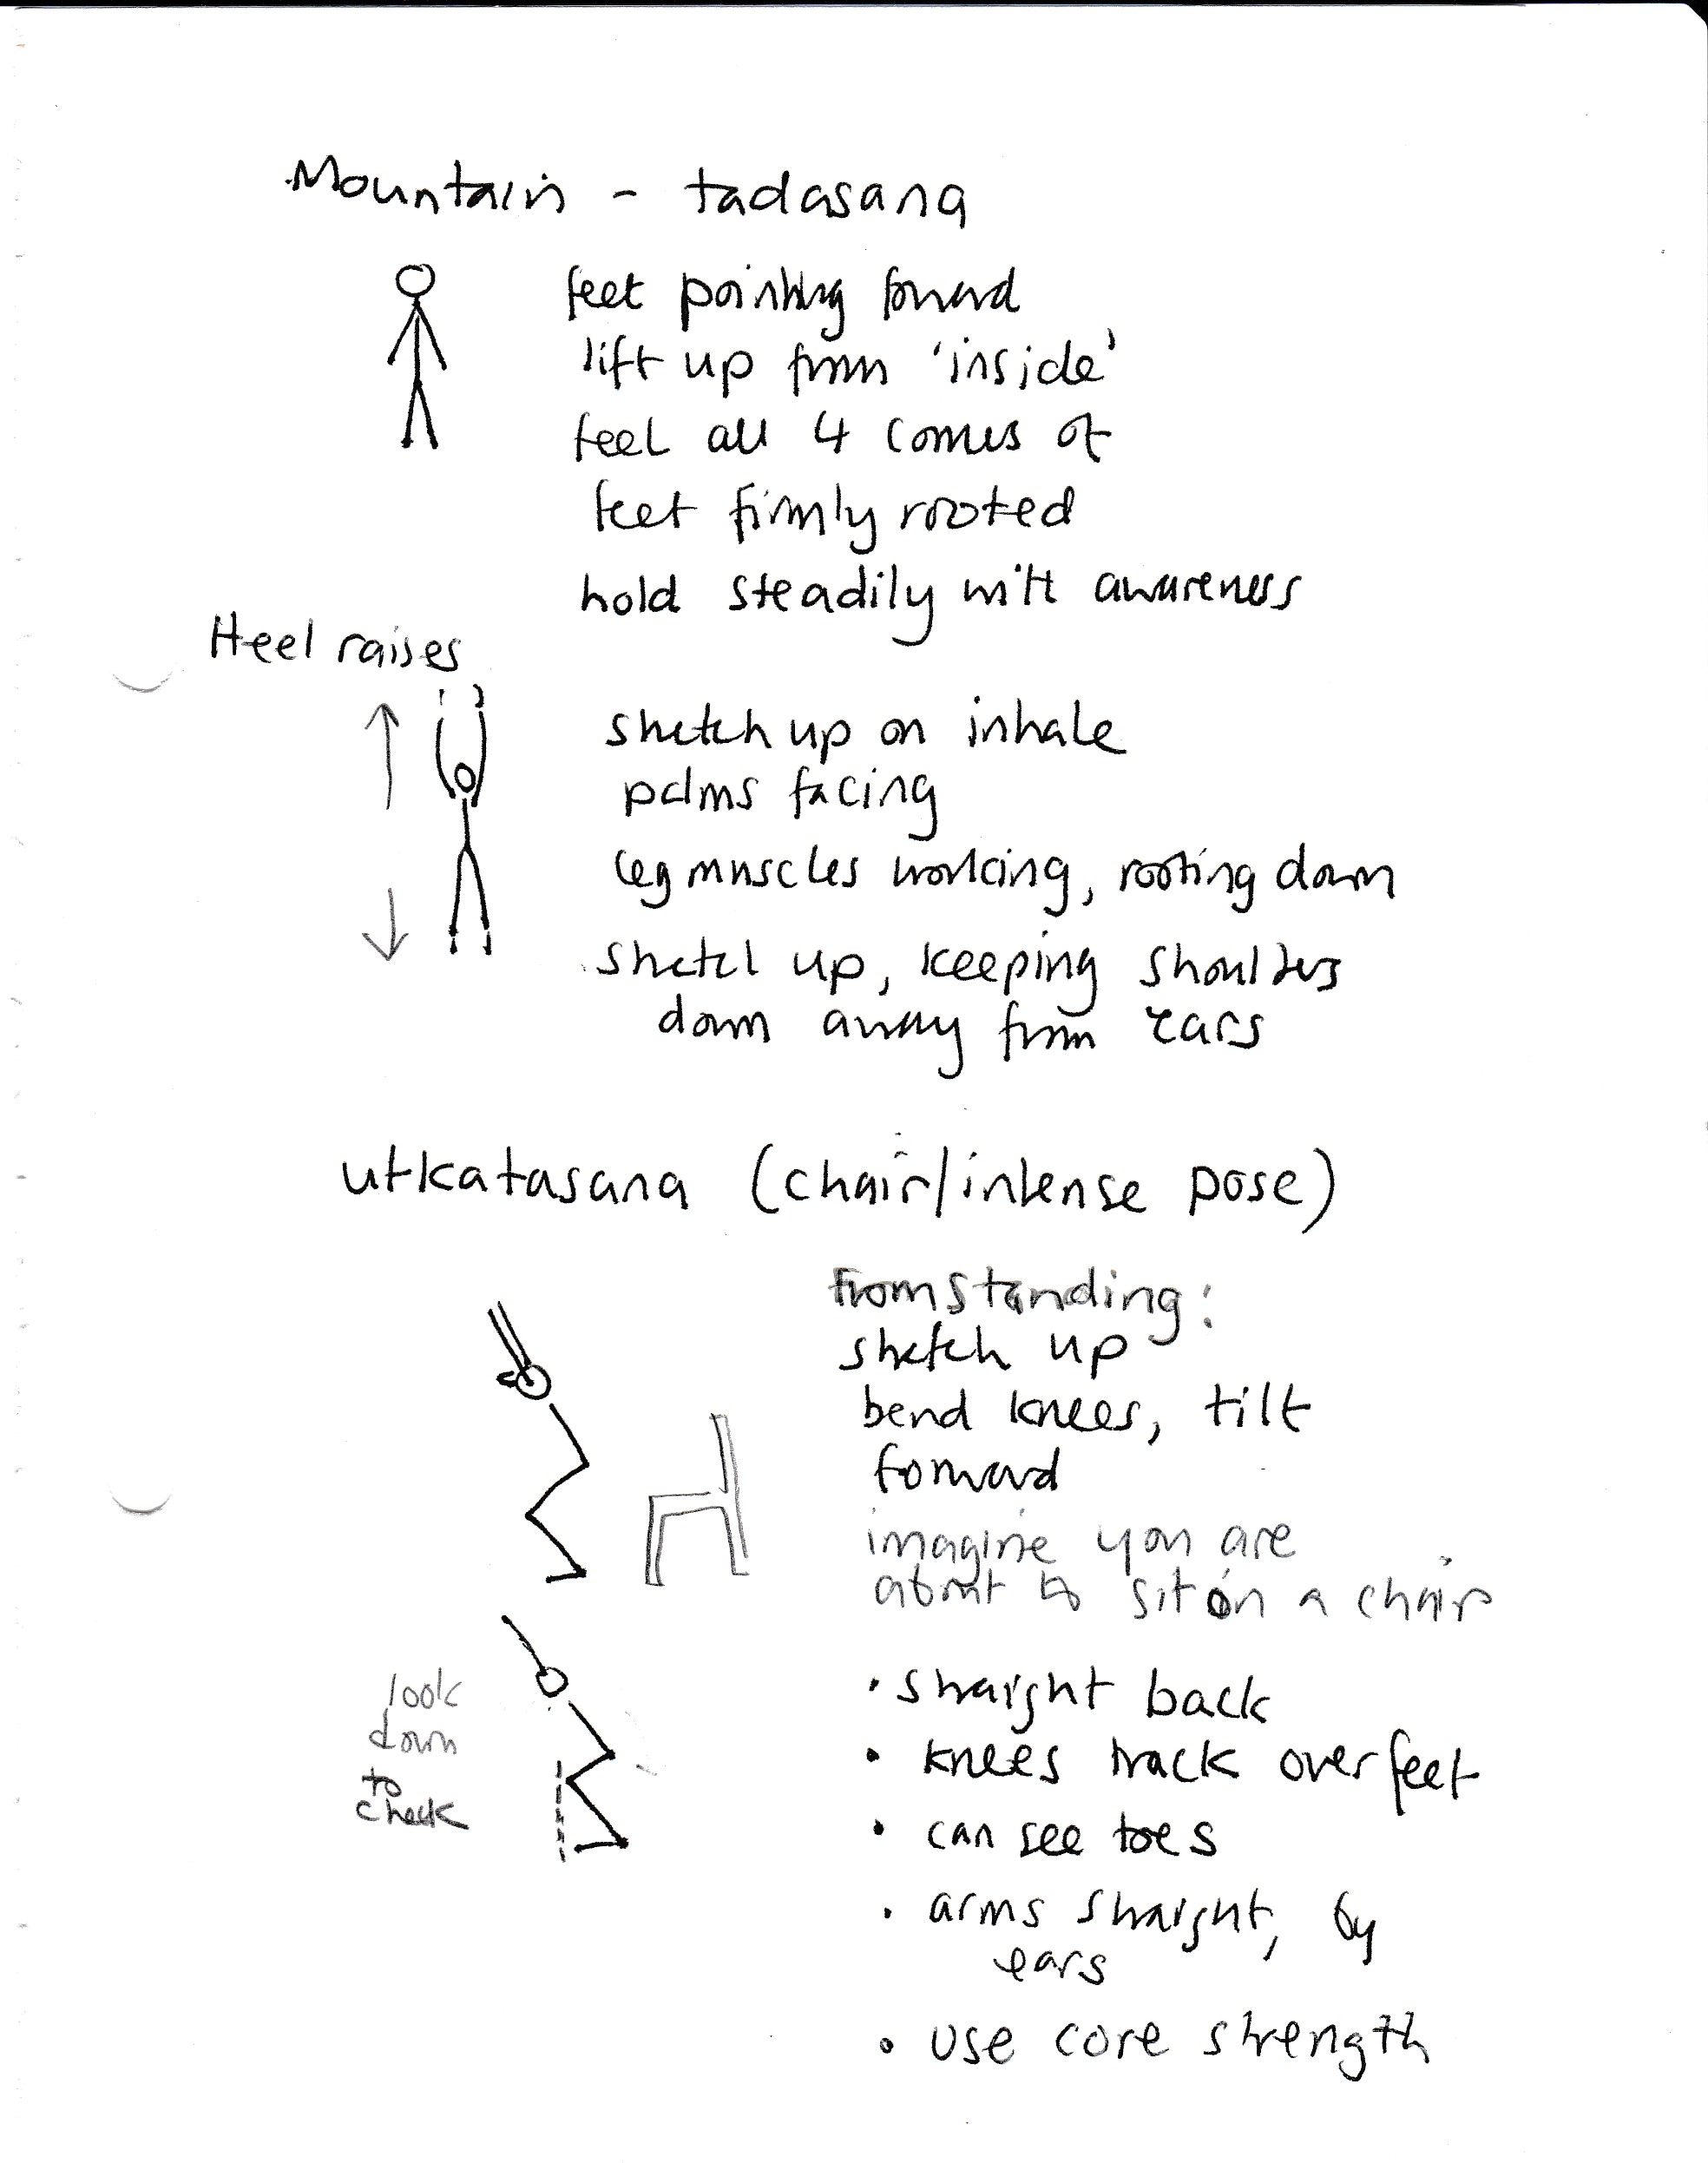 Mountain - tadasana
feet pointing forward
lift up from 'inside'
feel all 4 corners of
feet firmly rooted
hold steadily with awareness
Heel raises
stretch up on inhale
palms facing
leg muscles working, rooting down
stretch up, keeping shoulders
down away from ears
utkatasana (chair/intense pose)
From standing:
stretch up
bend knees, tilt
forward
imagine you are
about to sit on a chair
look
down
to
check
• straight back
• knees track over feet
• can see toes
• arms straight, by
ears
• use core strength